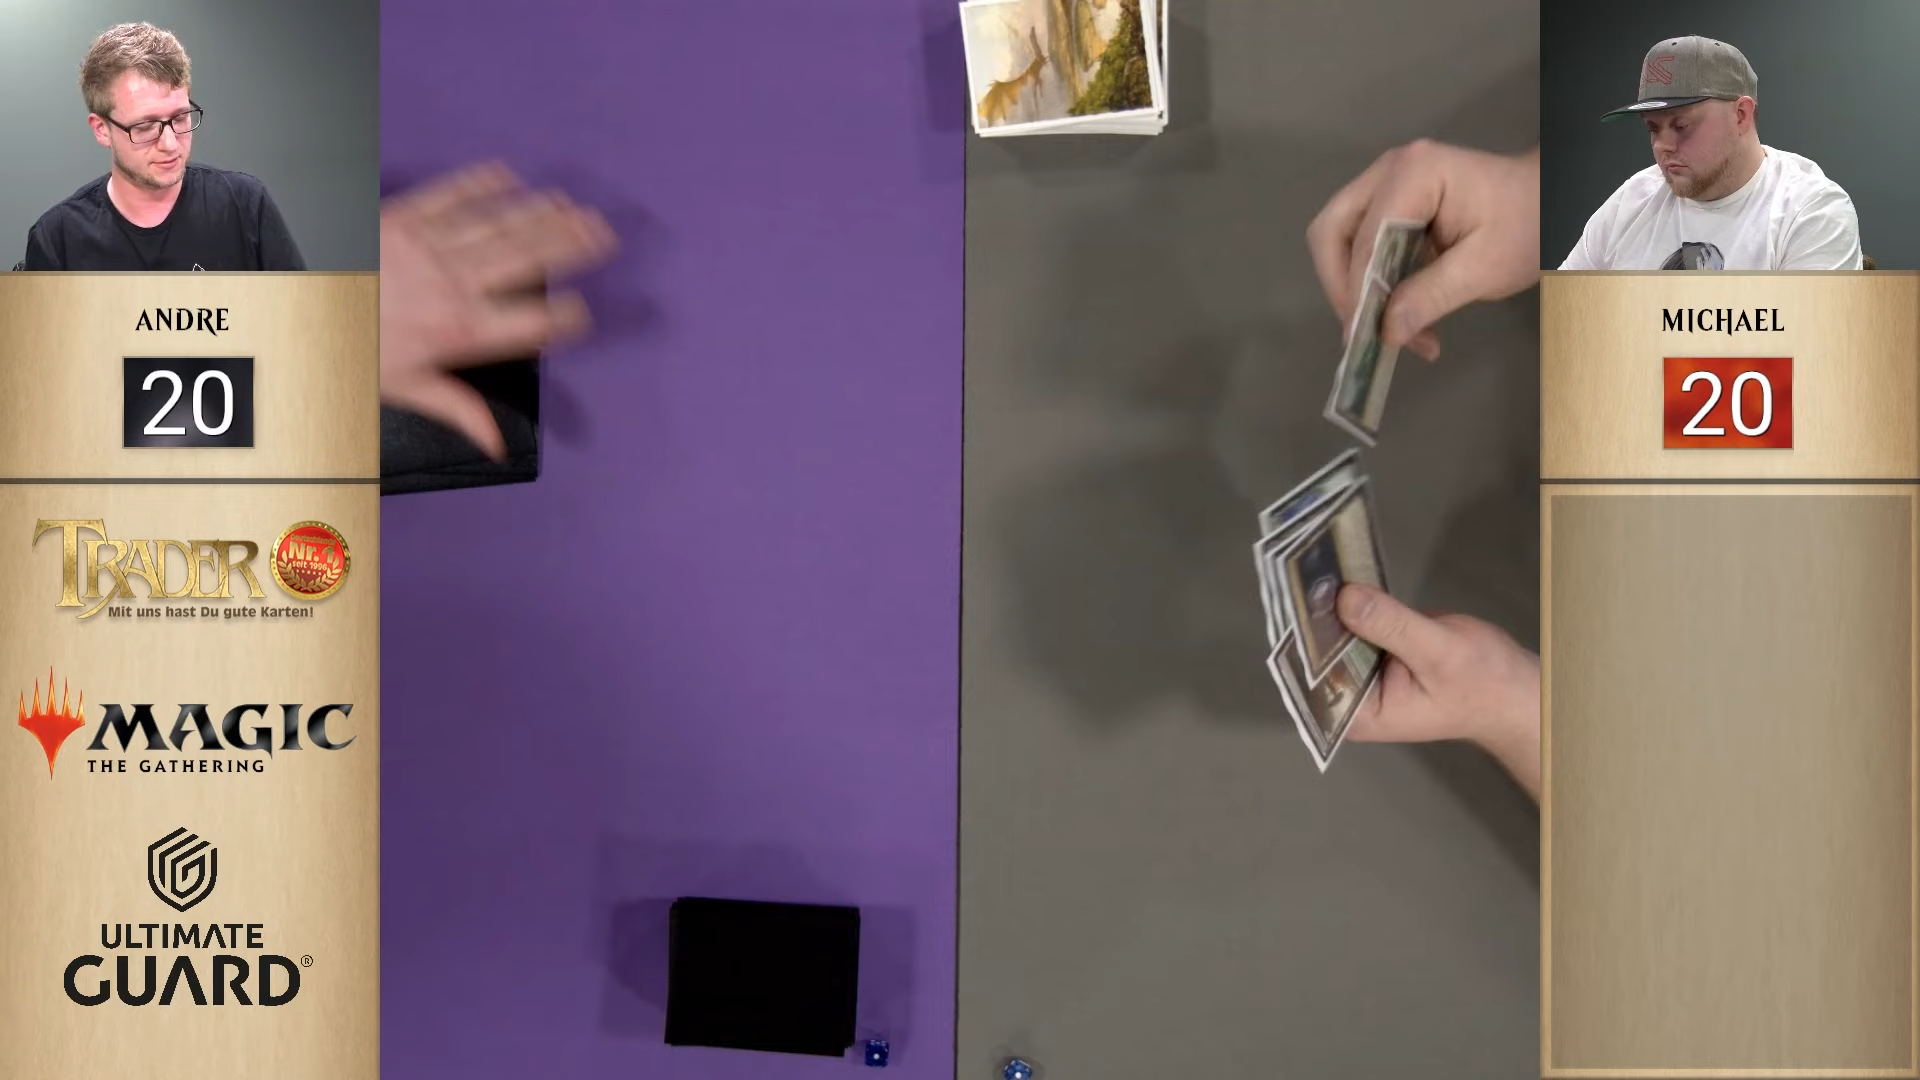 ANDRE
20
TRADER
Deutschlands
Nr. 1
seit 1996
Mit uns hast Du gute Karten!
MAGIC
THE GATHERING
ULTIMATE
GUARD®
MICHAEL
20